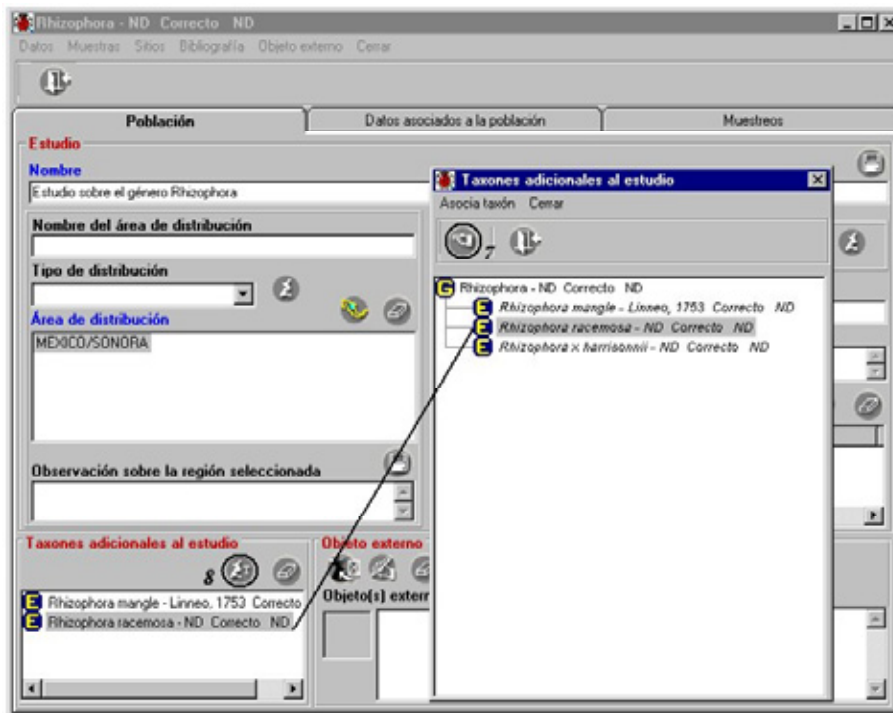 Rhizophora - ND Correcto ND
Datos Muestras Sitios Bibliografía Objeto externo Cerrar
Población
Datos asociados a la población
Muestreos
Estudio
Nombre
Estudio sobre el género Rhizophora
Nombre del área de distribución
Tipo de distribución
Área de distribución
MÉXICO/SONORA
Observación sobre la región seleccionada
Taxones adicionales al estudio
8
E Rhizophora mangle - Linneo, 1753 Correcto
E Rhizophora racemosa - ND Correcto ND
Objeto externo
Objeto(s) extern
Taxones adicionales al estudio
Asocia taxón Cerrar
7
G Rhizophora - ND Correcto ND
E Rhizophora mangle - Linneo, 1753 Correcto ND
E Rhizophora racemosa - ND Correcto ND
E Rhizophora x harrisonnii - ND Correcto ND